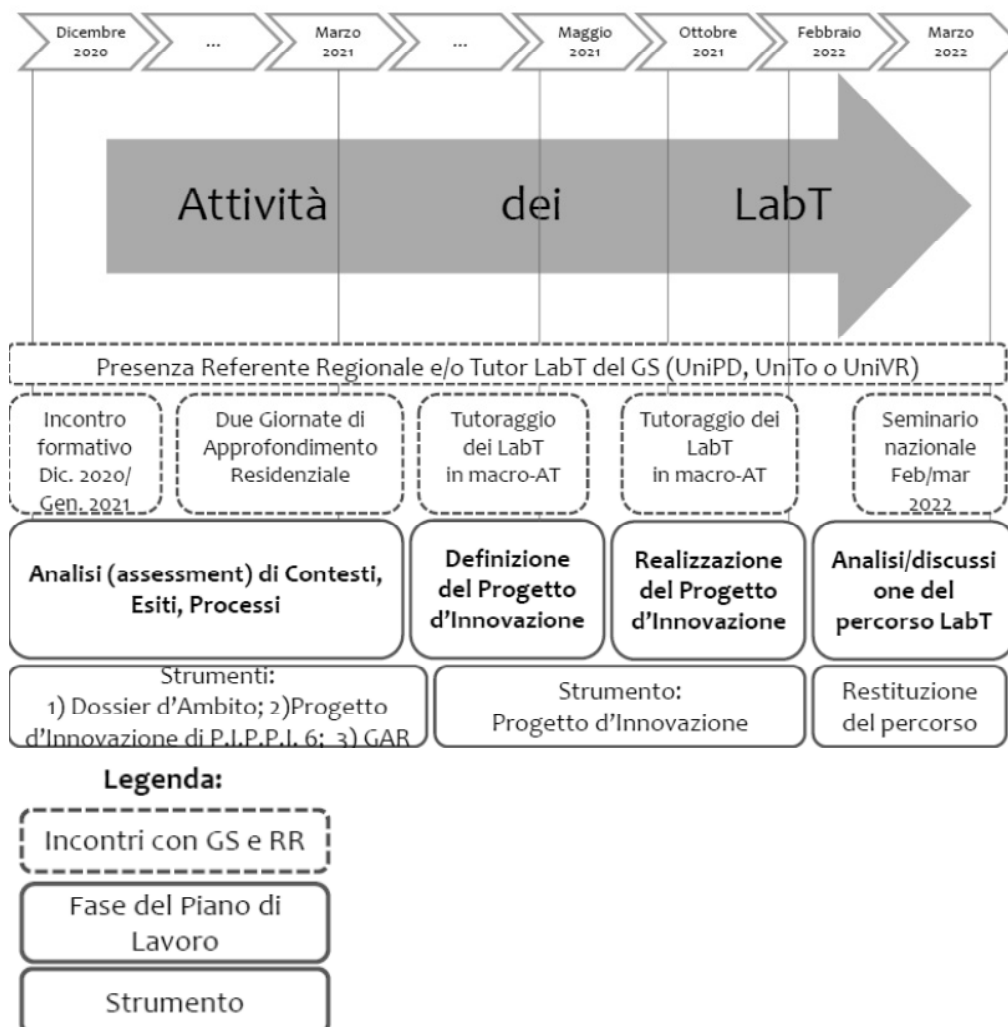 Dicembre
2020
...
Marzo
2021
...
Maggio
2021
Ottobre
2021
Febbraio
2022
Marzo
2022
Attività dei LabT
Presenza Referente Regionale e/o Tutor LabT del GS (UniPD, UniTo o UniVR)
Incontro
formativo
Dic. 2020/
Gen. 2021
Due Giornate di
Approfondimento
Residenziale
Tutoraggio
dei LabT
in macro-AT
Tutoraggio dei
LabT
in macro-AT
Seminario
nazionale
Feb/mar
2022
Analisi (assessment) di Contesti,
Esiti, Processi
Definizione
del Progetto
d’Innovazione
Realizzazione
del Progetto
d’Innovazione
Analisi/discussi
one del
percorso LabT
Strumenti:
1) Dossier d’Ambito; 2)Progetto
d’Innovazione di P.I.P.P.I. 6; 3) GAR
Strumento:
Progetto d’Innovazione
Restituzione
del percorso
Legenda:
Incontri con GS e RR
Fase del Piano di
Lavoro
Strumento